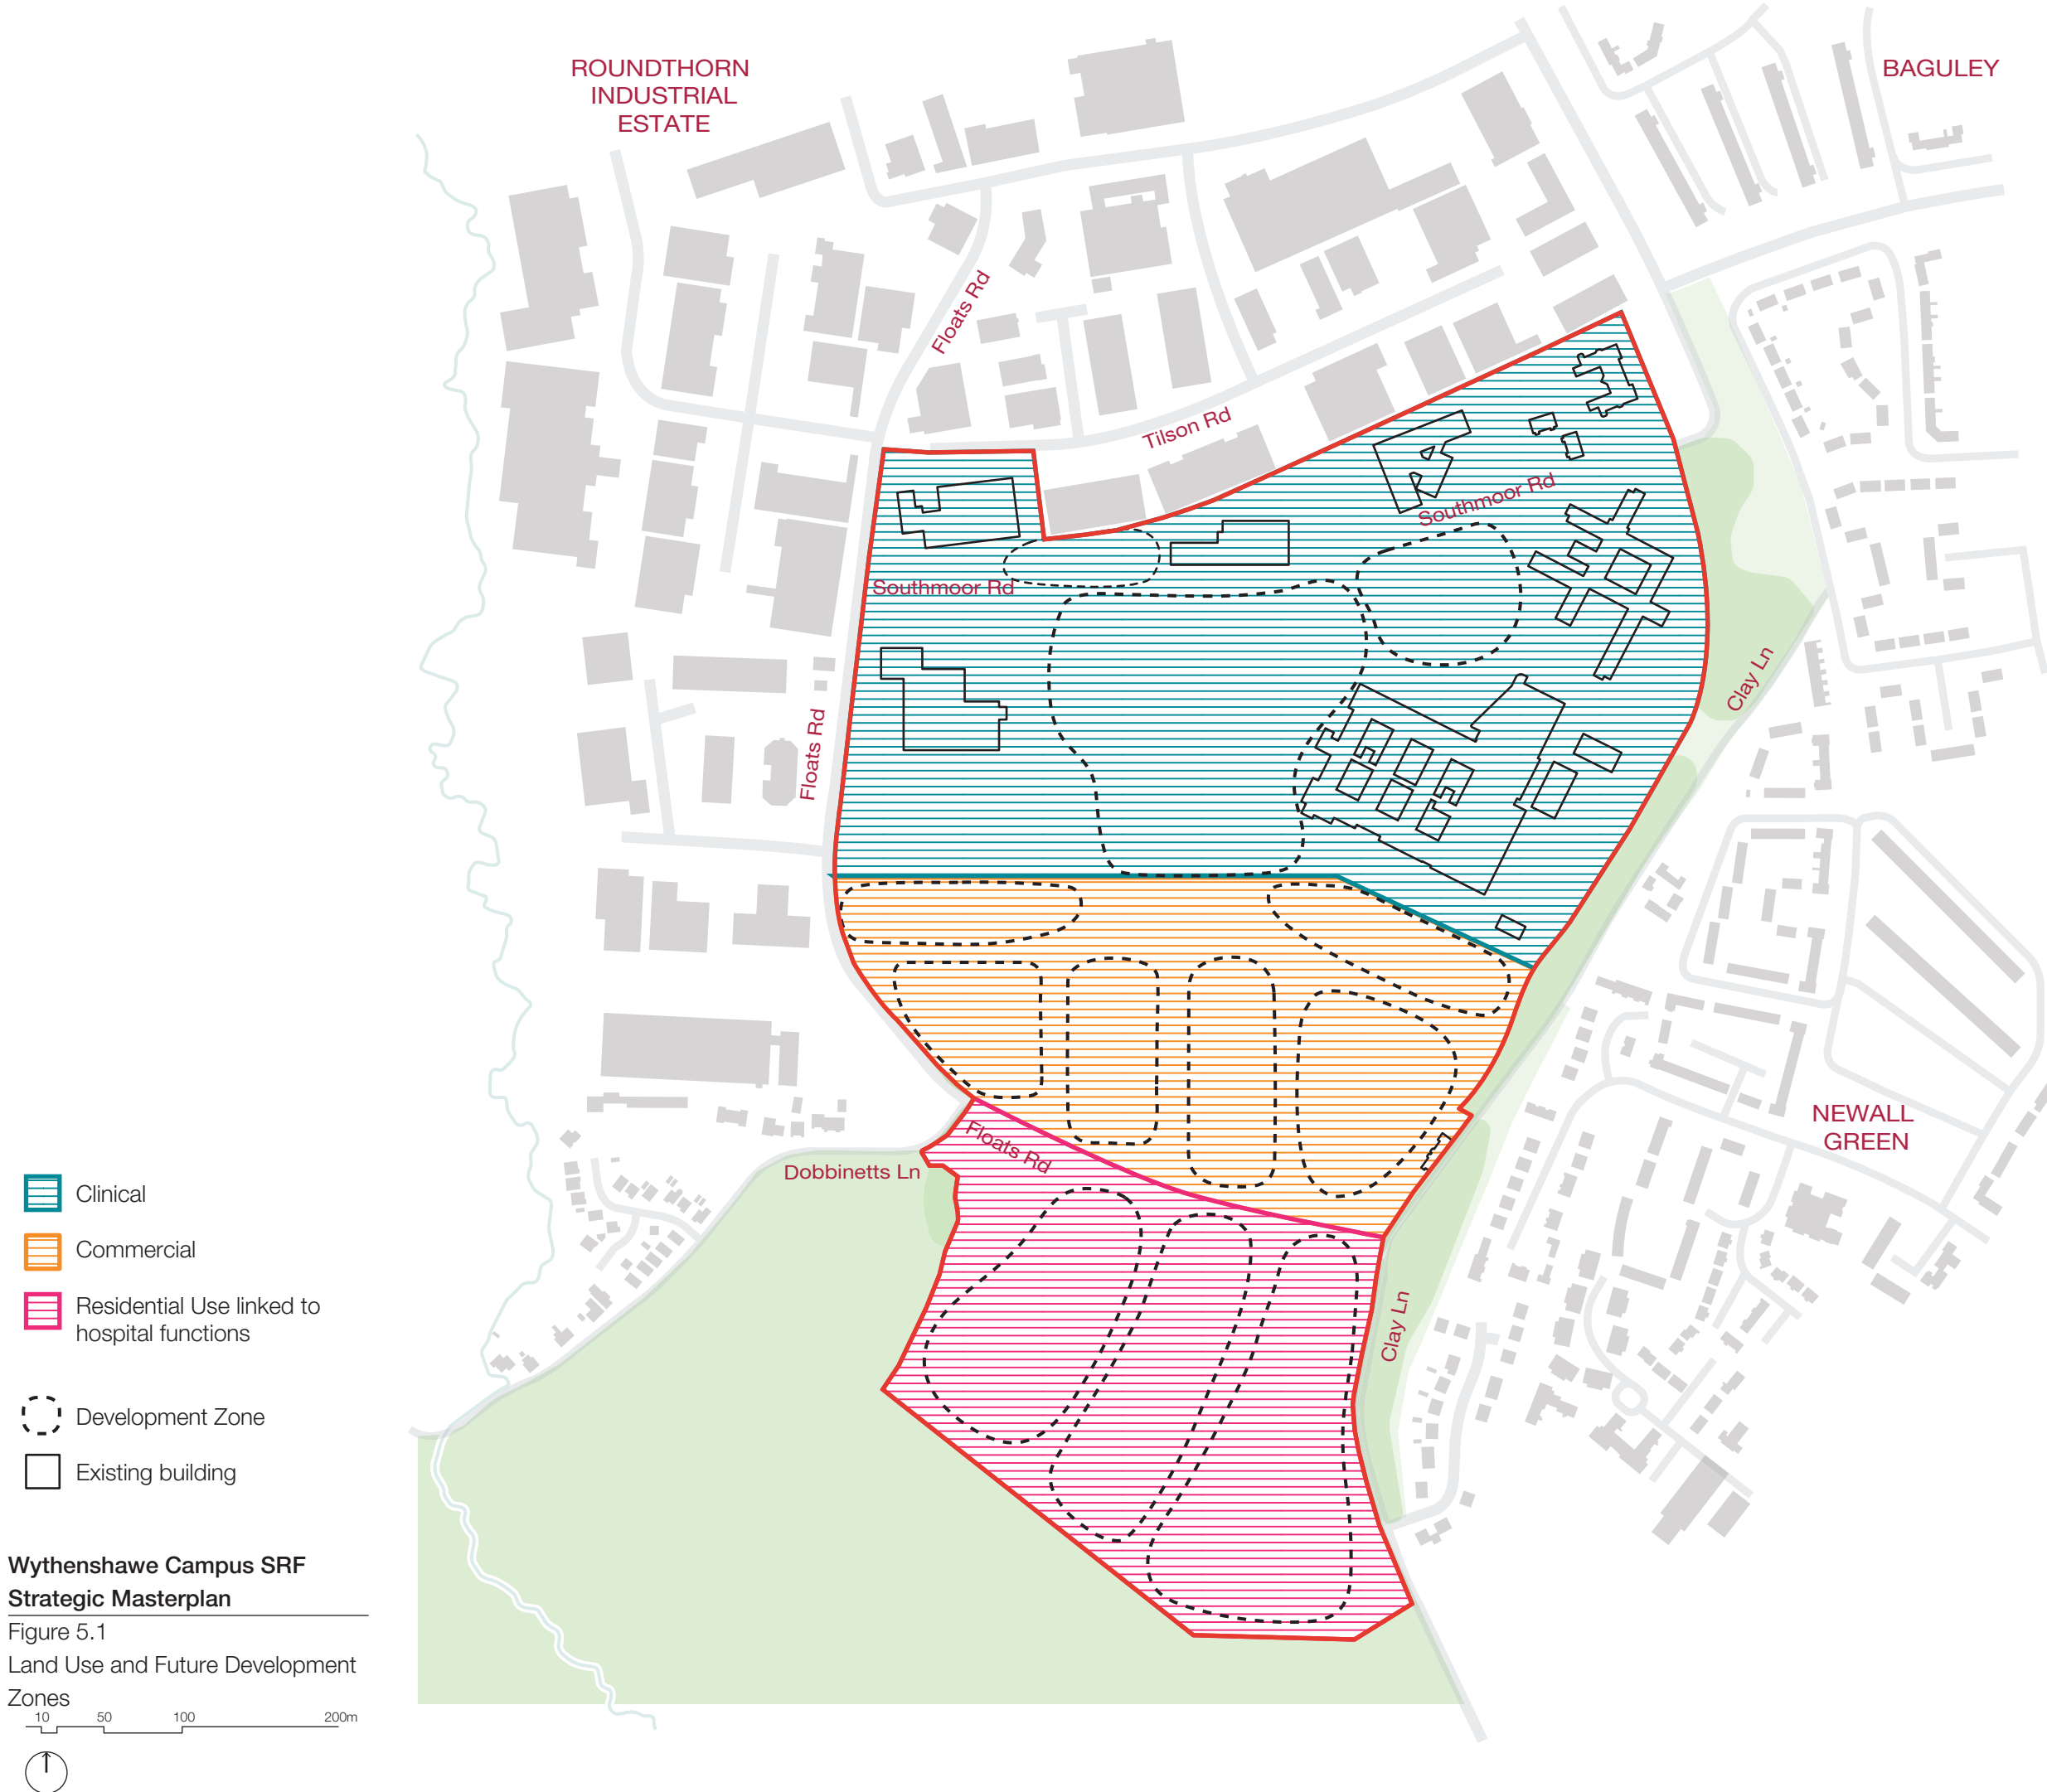 ROUNDTHORN
INDUSTRIAL
ESTATE
BAGULEY
Floats Rd
Tilson Rd
Southmoor Rd
Southmoor Rd
Clay Ln
Floats Rd
NEWALL
GREEN
Floats Rd
Dobbinetts Ln
Clay Ln
Clinical
Commercial
Residential Use linked to
hospital functions
Development Zone
Existing building
Wythenshawe Campus SRF
Strategic Masterplan
Figure 5.1
Land Use and Future Development
Zones
10 50 100 200m